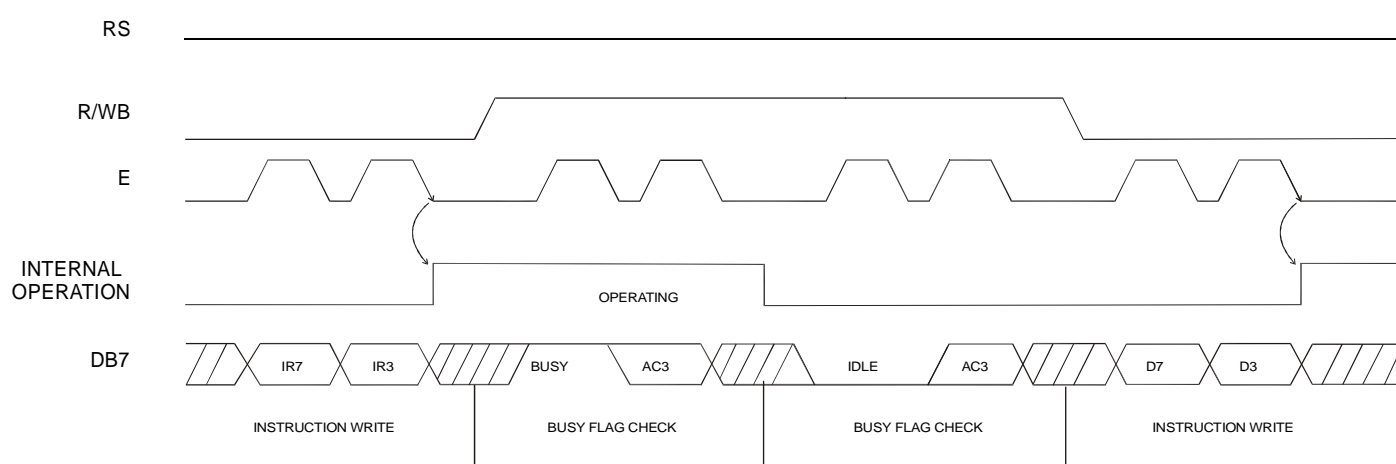 RS
R/WB
E
INTERNAL
OPERATION
OPERATING
DB7
IR7
IR3
BUSY
AC3
IDLE
AC3
D7
D3
INSTRUCTION WRITE
BUSY FLAG CHECK
BUSY FLAG CHECK
INSTRUCTION WRITE